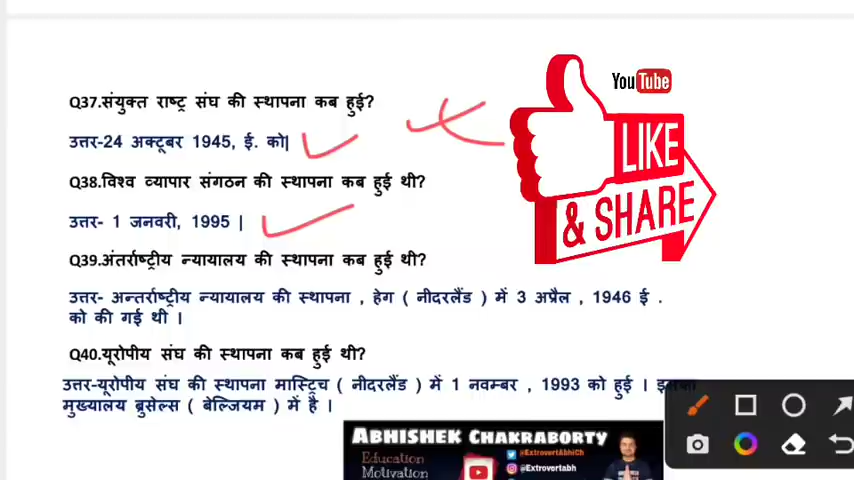 Q37.संयुक्त राष्ट्र संघ की स्थापना कब हुई?
उत्तर-24 अक्टूबर 1945, ई. को|
Q38.विश्व व्यापार संगठन की स्थापना कब हुई थी?
उत्तर- 1 जनवरी, 1995 |
Q39.अंतर्राष्ट्रीय न्यायालय की स्थापना कब हुई थी?
उत्तर- अन्तर्राष्ट्रीय न्यायालय की स्थापना , हेग ( नीदरलैंड ) में 3 अप्रैल , 1946 ई .
को की गई थी |
Q40.यूरोपीय संघ की स्थापना कब हुई थी?
उत्तर-यूरोपीय संघ की स्थापना मास्ट्रिच ( नीदरलैंड ) में 1 नवम्बर , 1993 को हुई | इसका
मुख्यालय ब्रुसेल्स ( बेल्जियम ) में है |
YouTube
LIKE
& SHARE
ABHISHEK CHAKRABORTY
Education
Motivation
@ExtrovertAbhiCh
@Extrovertabh